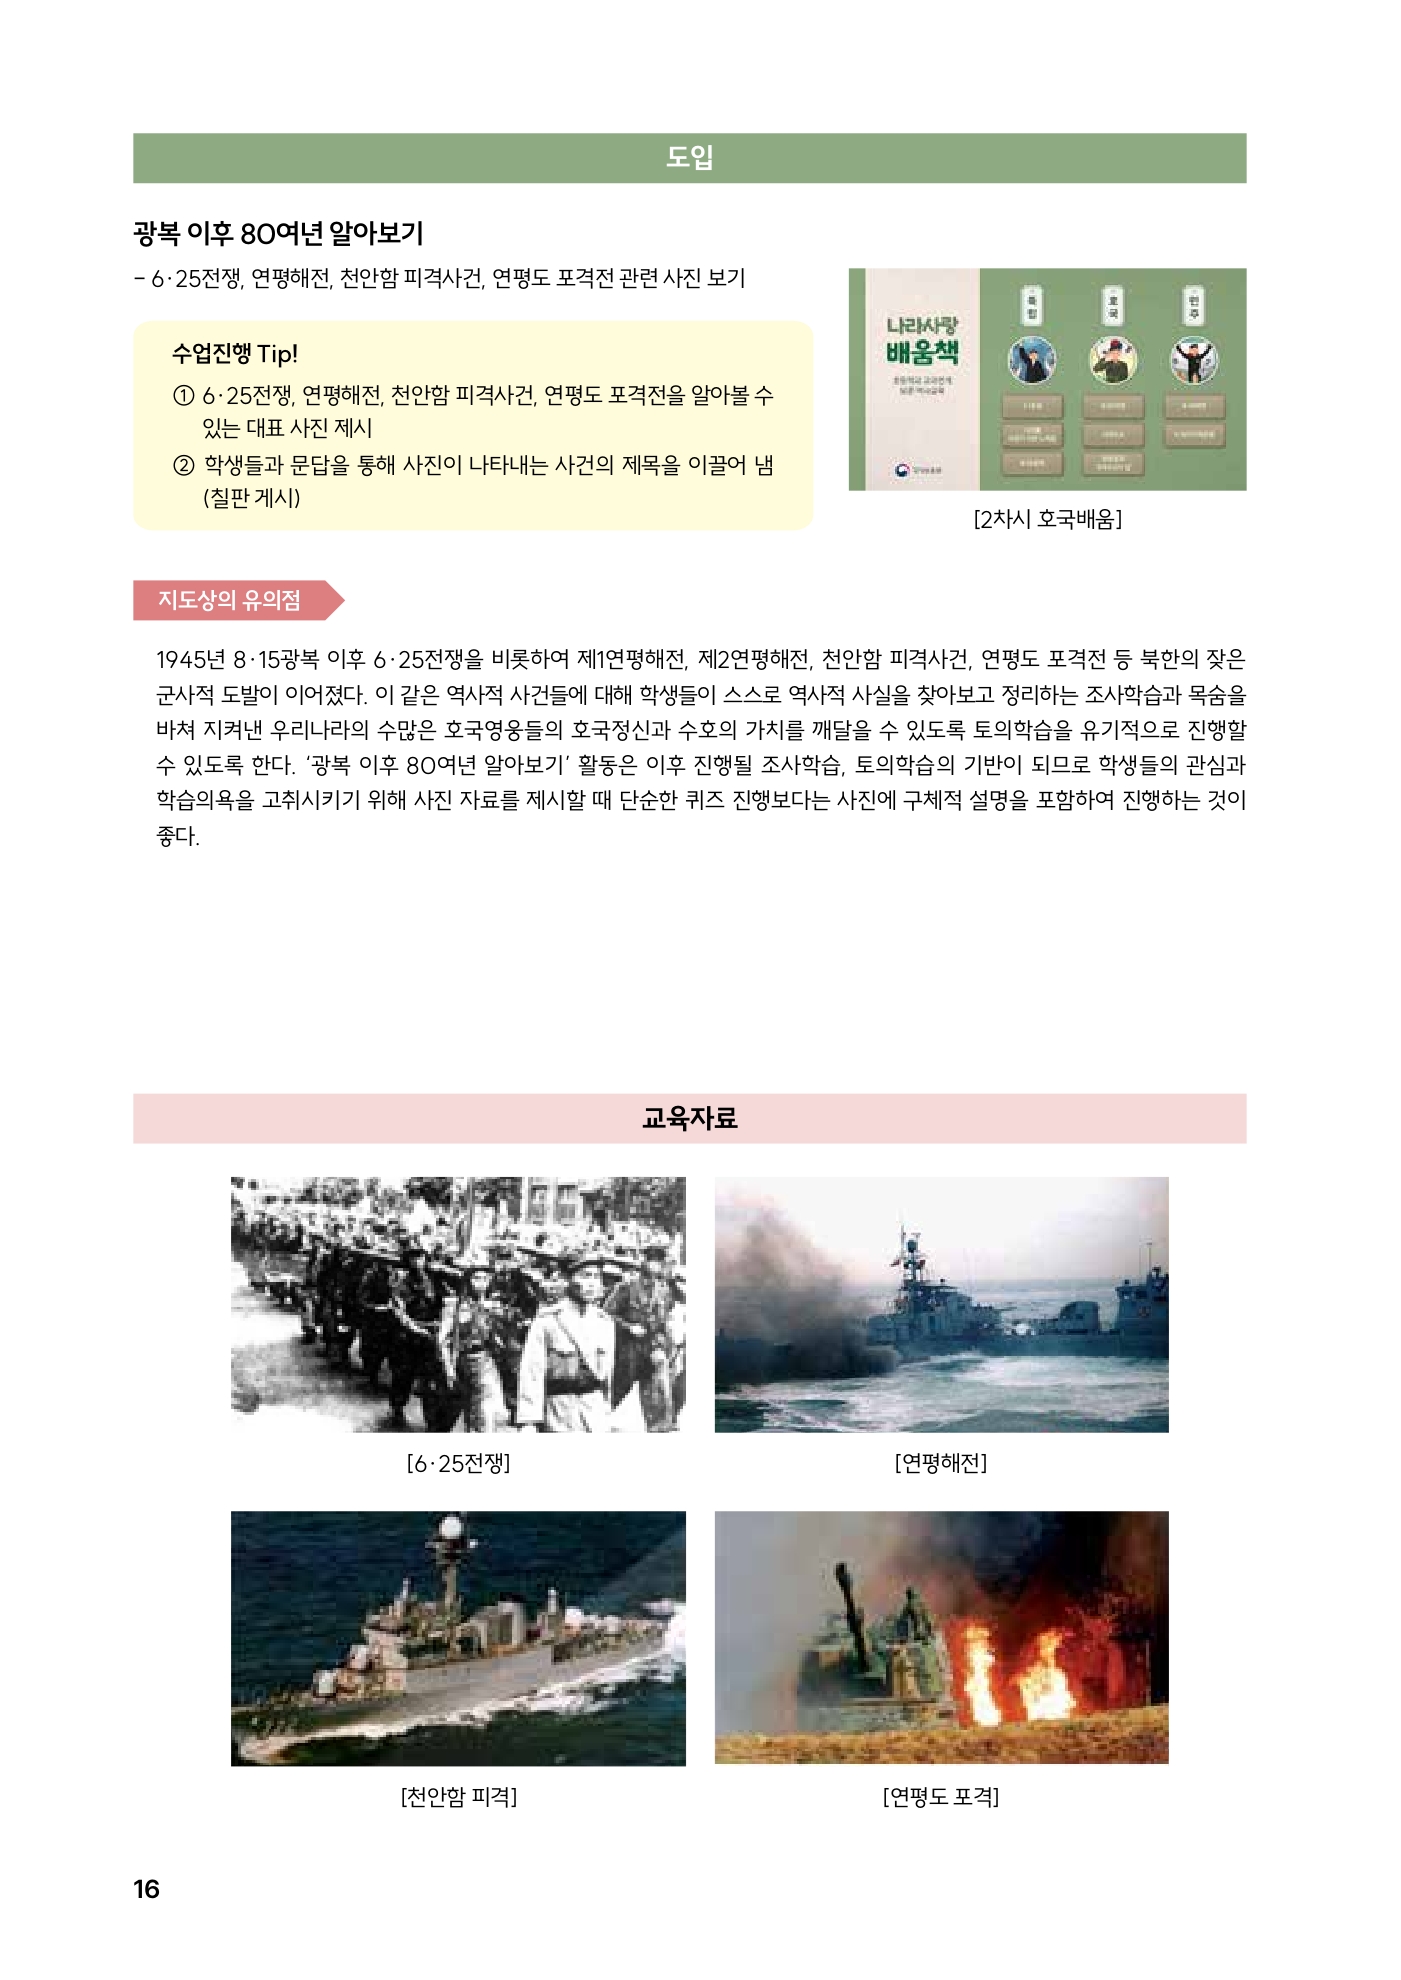 도입
광복 이후 80여년 알아보기
- 6·25전쟁, 연평해전, 천안함 피격사건, 연평도 포격전 관련 사진 보기
수업진행 Tip!
① 6·25전쟁, 연평해전, 천안함 피격사건, 연평도 포격전을 알아볼 수
있는 대표 사진 제시
② 학생들과 문답을 통해 사진이 나타내는 사건의 제목을 이끌어 냄
(칠판 게시)
나라사랑
배움책
독립
호국
민주
[2차시 호국배움]
지도상의 유의점
1945년 8·15광복 이후 6·25전쟁을 비롯하여 제1연평해전, 제2연평해전, 천안함 피격사건, 연평도 포격전 등 북한의 잦은
군사적 도발이 이어졌다. 이 같은 역사적 사건들에 대해 학생들이 스스로 역사적 사실을 찾아보고 정리하는 조사학습과 목숨을
바쳐 지켜낸 우리나라의 수많은 호국영웅들의 호국정신과 수호의 가치를 깨달을 수 있도록 토의학습을 유기적으로 진행할
수 있도록 한다. ‘광복 이후 80여년 알아보기’ 활동은 이후 진행될 조사학습, 토의학습의 기반이 되므로 학생들의 관심과
학습의욕을 고취시키기 위해 사진 자료를 제시할 때 단순한 퀴즈 진행보다는 사진에 구체적 설명을 포함하여 진행하는 것이
좋다.
교육자료
[6·25전쟁]
[연평해전]
[천안함 피격]
[연평도 포격]
16